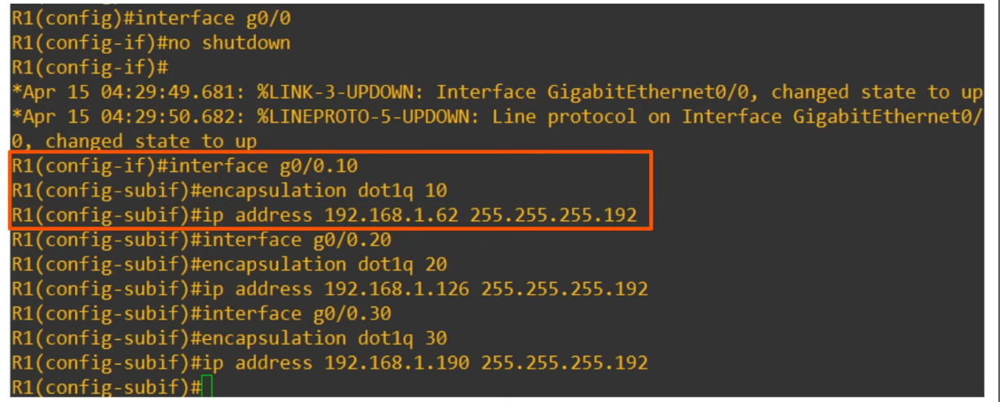 R1(config)#interface g0/0
R1(config-if)#no shutdown
R1(config-if)#
*Apr 15 04:29:49.681: %LINK-3-UPDOWN: Interface GigabitEthernet0/0, changed state to up
*Apr 15 04:29:50.682: %LINEPROTO-5-UPDOWN: Line protocol on Interface GigabitEthernet0/
0, changed state to up
R1(config-if)#interface g0/0.10
R1(config-subif)#encapsulation dot1q 10
R1(config-subif)#ip address 192.168.1.62 255.255.255.192
R1(config-subif)#interface g0/0.20
R1(config-subif)#encapsulation dot1q 20
R1(config-subif)#ip address 192.168.1.126 255.255.255.192
R1(config-subif)#interface g0/0.30
R1(config-subif)#encapsulation dot1q 30
R1(config-subif)#ip address 192.168.1.190 255.255.255.192
R1(config-subif)#